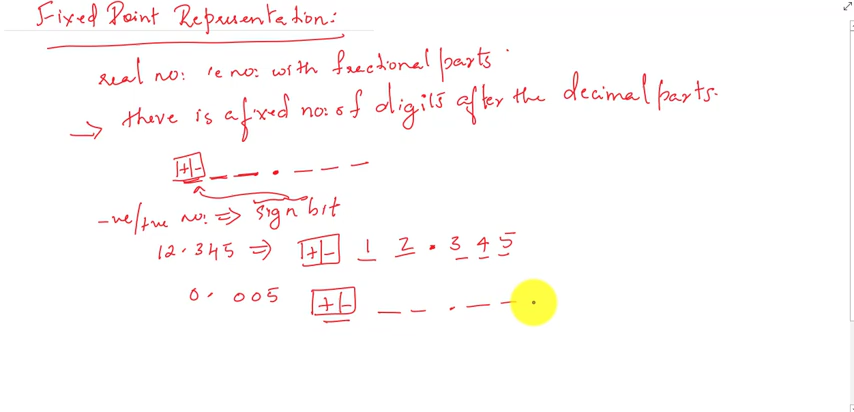 Fixed Point Representation:
real no: ie no: with fractional parts.
→ there is a fixed no: of digits after the decimal parts.
+|- _ _ . _ _ _
-ve/+ve no: ⇒ sign bit
12.345 ⇒ +|- 1 2 . 3 4 5
0.005 +|- _ _ . _ _